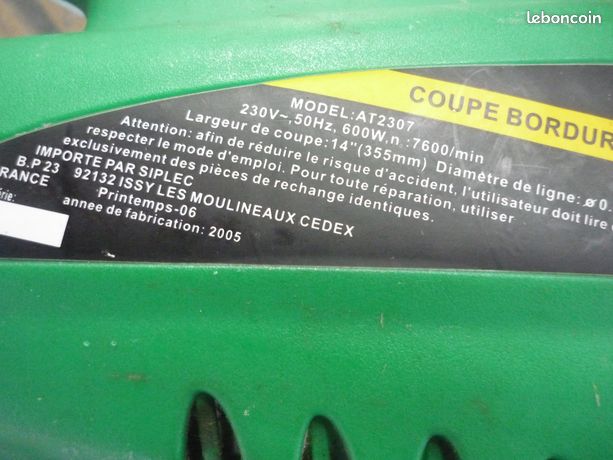 leboncoin
COUPE BORDUR
MODEL:AT2307
230V~,50Hz, 600W,n :7600/min
Largeur de coupe:14"(355mm) Diamètre de ligne:ø0.
Attention: afin de réduire le risque d'accident, l'utilisateur doit lire
respecter le mode d'emploi. Pour toute réparation, utiliser
exclusivement des pièces de rechange identiques.
IMPORTE PAR SIPLEC
B.P 23 92132 ISSY LES MOULINEAUX CEDEX
RANCE
Printemps-06
année de fabrication: 2005
érie: